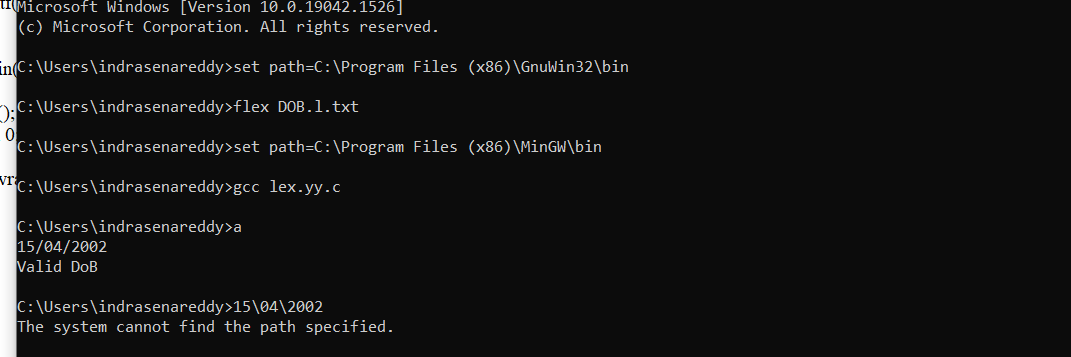 Microsoft Windows [Version 10.0.19042.1526]
(c) Microsoft Corporation. All rights reserved.
C:\Users\indrasenareddy>set path=C:\Program Files (x86)\GnuWin32\bin
C:\Users\indrasenareddy>flex DOB.l.txt
();
0
C:\Users\indrasenareddy>set path=C:\Program Files (x86)\MinGW\bin
C:\Users\indrasenareddy>gcc lex.yy.c
C:\Users\indrasenareddy>a
15/04/2002
Valid DoB
C:\Users\indrasenareddy>15\04\2002
The system cannot find the path specified.